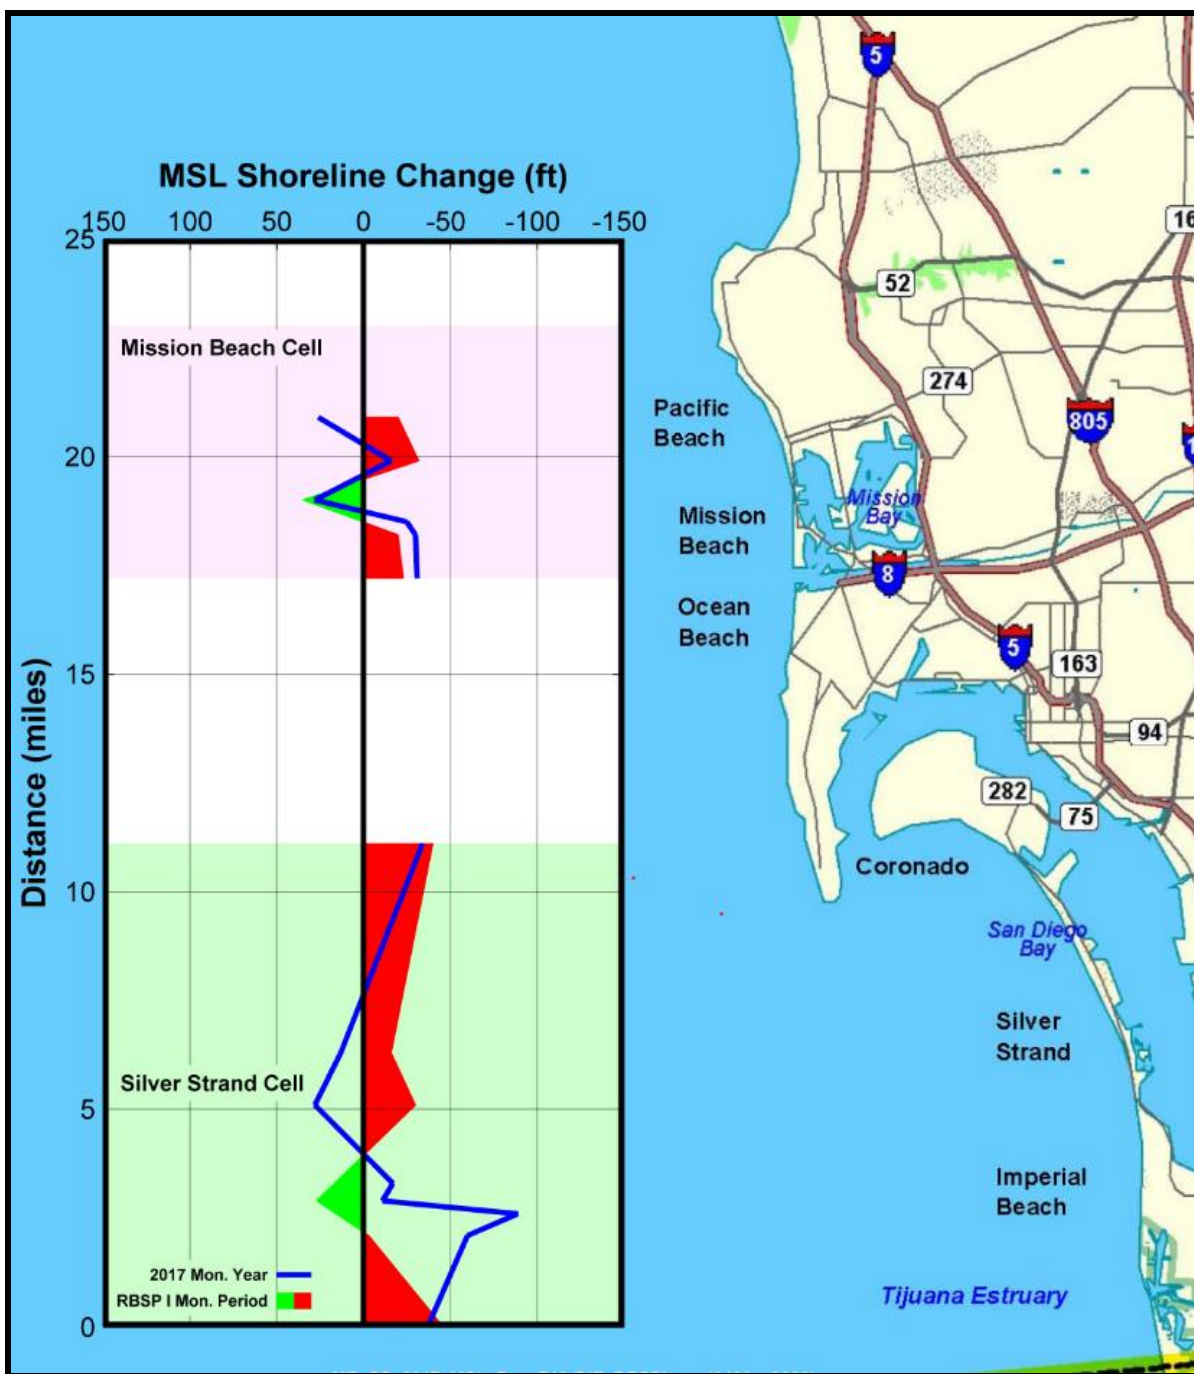 MSL Shoreline Change (ft)
150 100 50 0 -50 -100 -150
25
20
15
10
5
0
Distance (miles)
Mission Beach Cell
Silver Strand Cell
2017 Mon. Year
RBSP I Mon. Period
5
16
52
274
805
Pacific
Beach
Mission
Bay
Mission
Beach
8
Ocean
Beach
5
163
94
282
75
Coronado
San Diego
Bay
Silver
Strand
Imperial
Beach
Tijuana Estruary